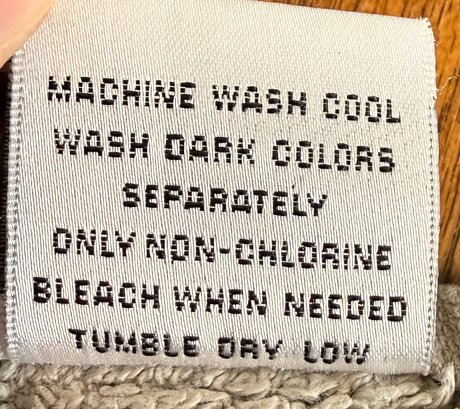 MACHINE WASH COOL
WASH DARK COLORS
SEPARATELY
ONLY NON-CHLORINE
BLEACH WHEN NEEDED
TUMBLE DRY LOW